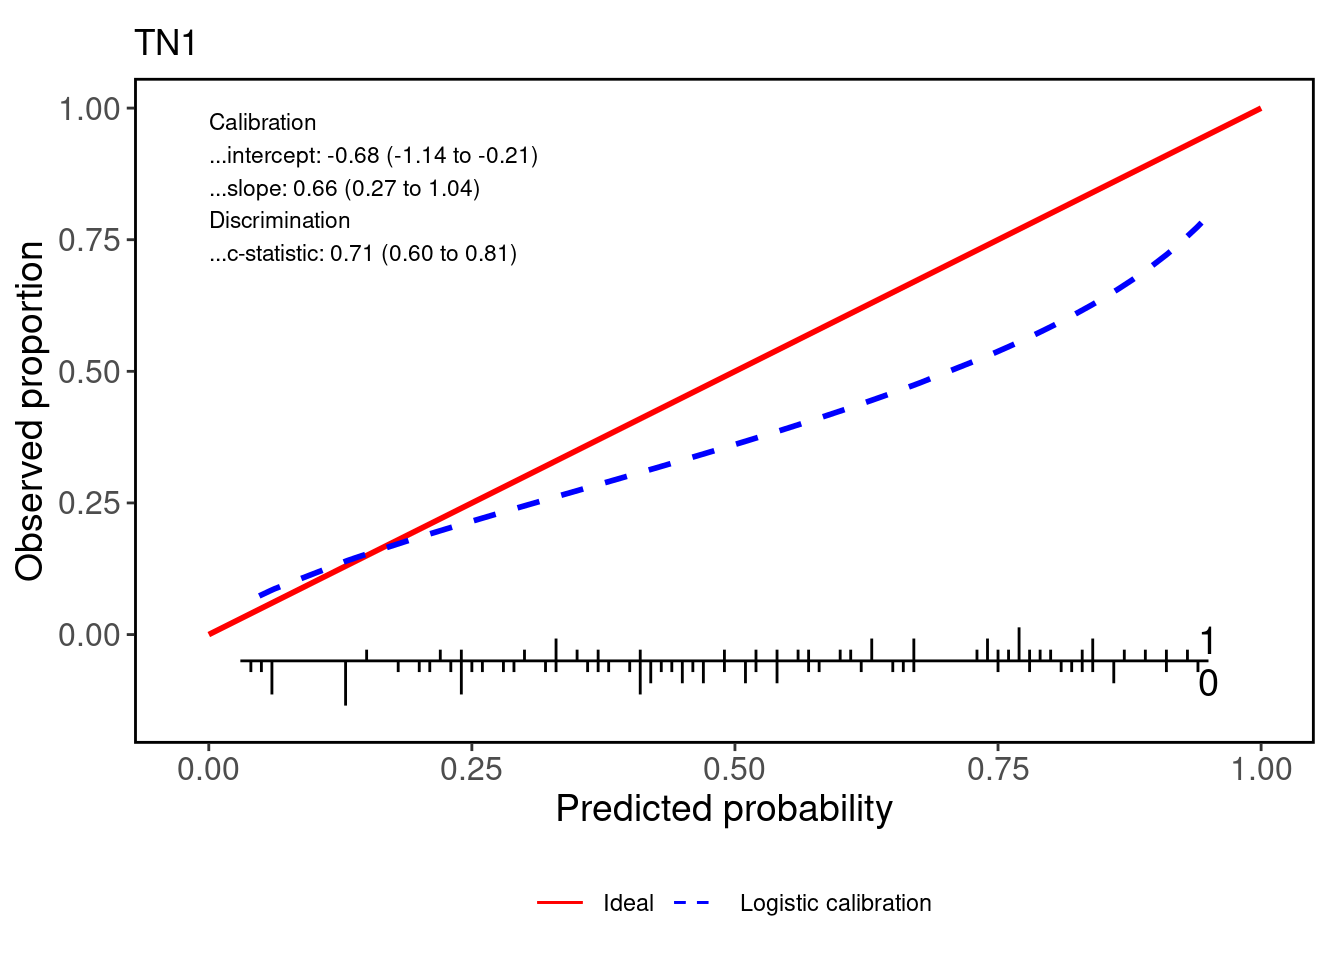 TN1
Calibration
...intercept: -0.68 (-1.14 to -0.21)
...slope: 0.66 (0.27 to 1.04)
Discrimination
...c-statistic: 0.71 (0.60 to 0.81)
Observed proportion
1.00
0.75
0.50
0.25
0.00
1
0
0.00 0.25 0.50 0.75 1.00
Predicted probability
Ideal Logistic calibration